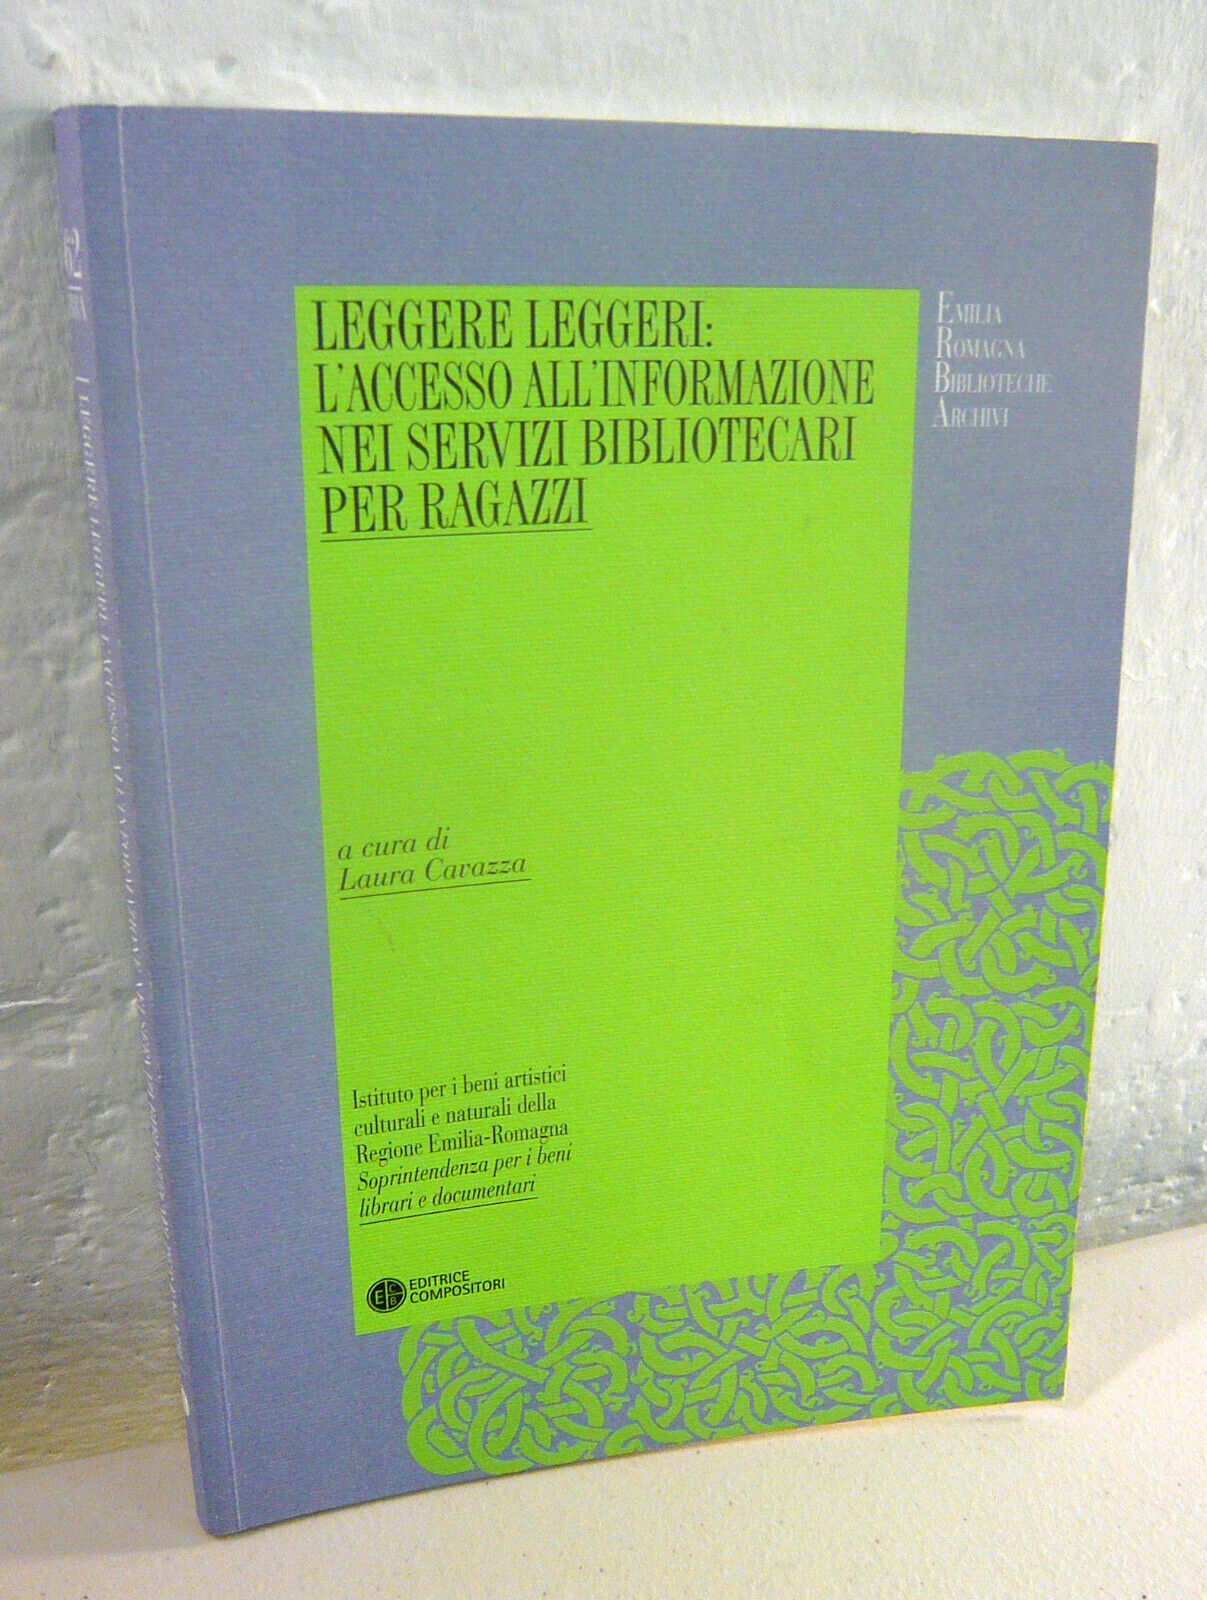 LEGGERE LEGGERI:
L'ACCESSO ALL'INFORMAZIONE
NEI SERVIZI BIBLIOTECARI
PER RAGAZZI
EMILIA
ROMAGNA
BIBLIOTECHE
ARCHIVI
a cura di
Laura Cavazza
Istituto per i beni artistici
culturali e naturali della
Regione Emilia-Romagna
Soprintendenza per i beni
librari e documentari
ECB
EDITRICE
COMPOSITORI